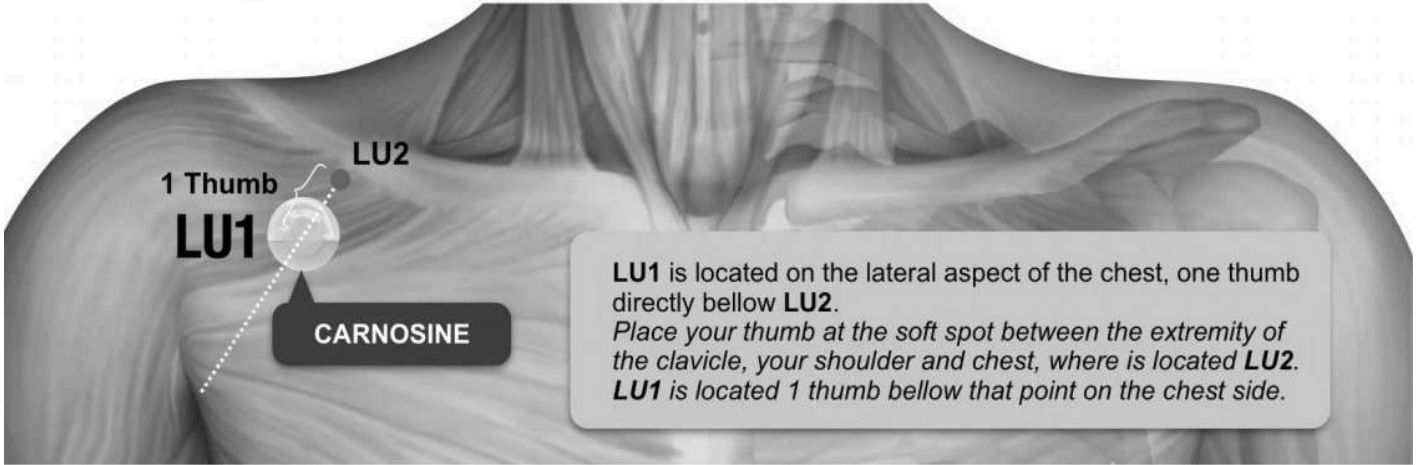 LU2
1 Thumb
LU1
CARNOSINE
LU1 is located on the lateral aspect of the chest, one thumb
directly bellow LU2.
Place your thumb at the soft spot between the extremity of
the clavicle, your shoulder and chest, where is located LU2.
LU1 is located 1 thumb bellow that point on the chest side.